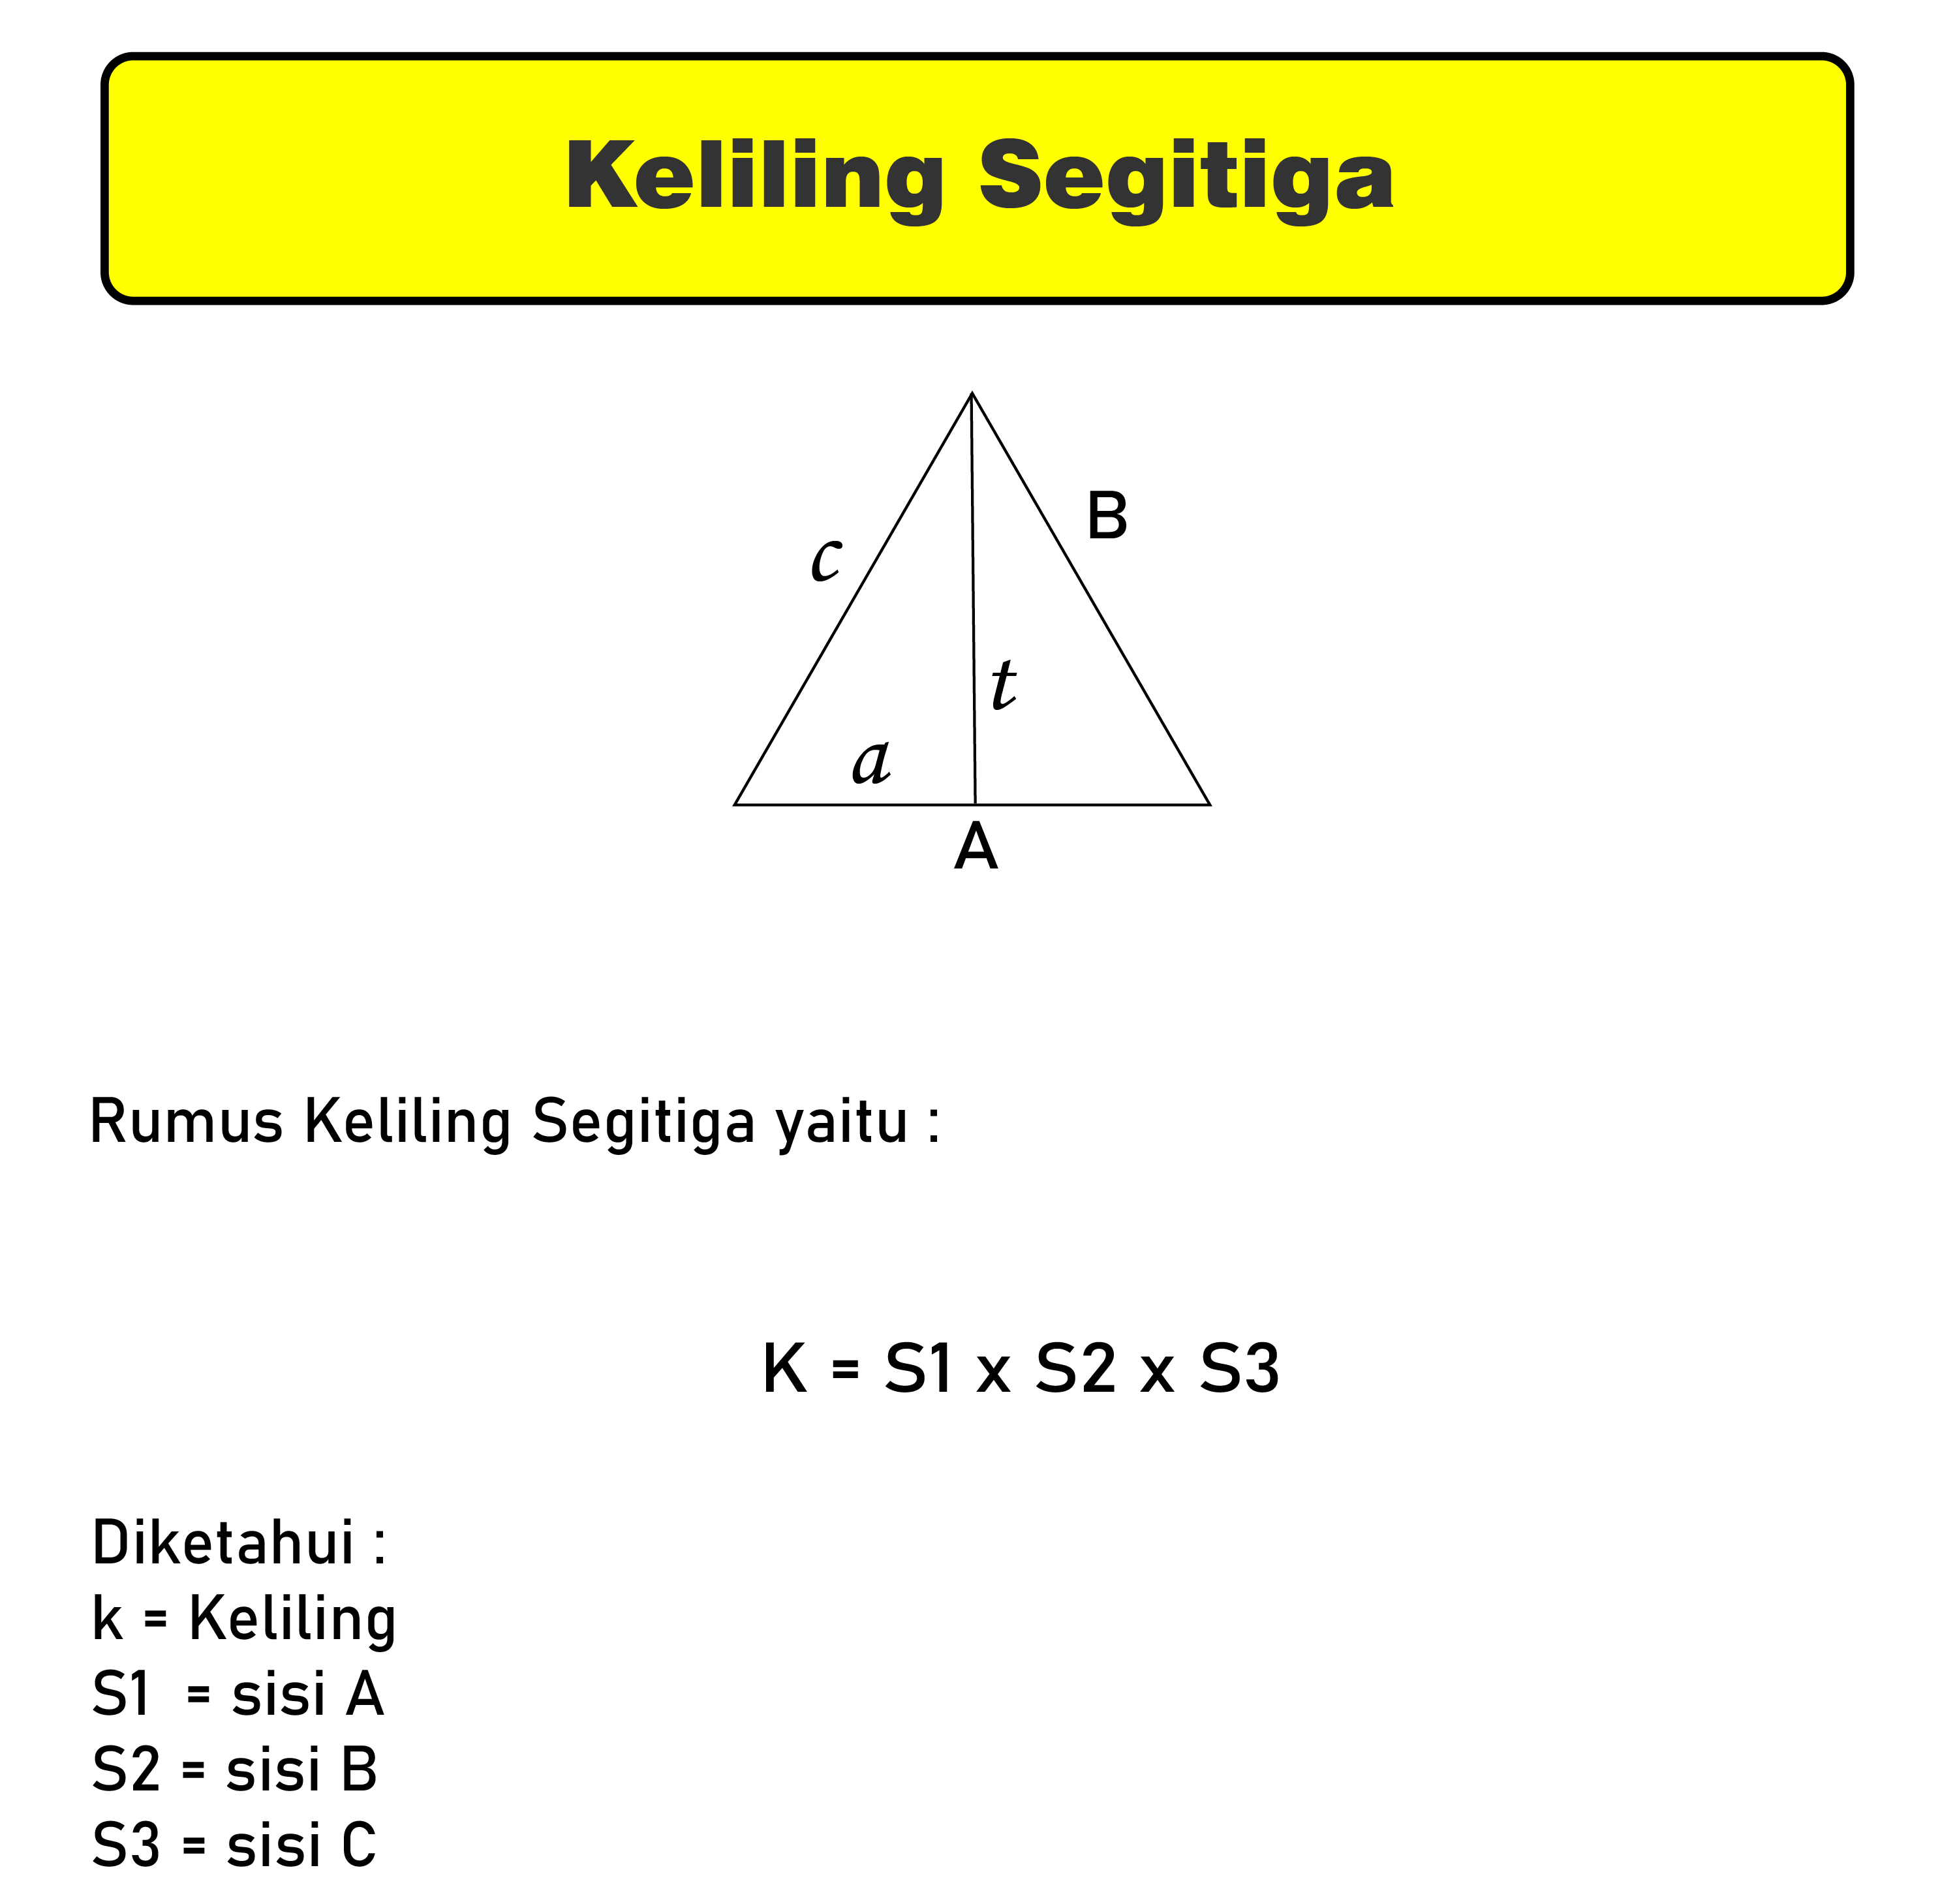 Keliling Segitiga
B
c
t
a
A
Rumus Keliling Segitiga yaitu :
K = S1 x S2 x S3
Diketahui :
k = Keliling
S1 = sisi A
S2 = sisi B
S3 = sisi C